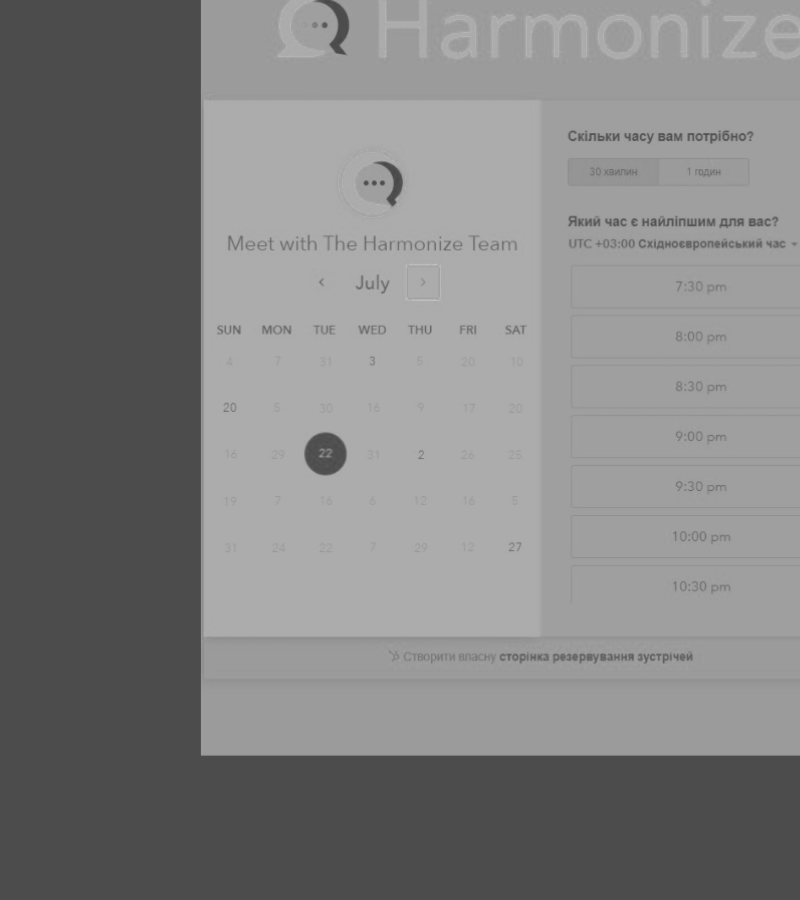 Harmonize
Meet with The Harmonize Team
July
SUN MON TUE WED THU FRI SAT
4 7 31 3 5 20 10
20 5 30 16 9 17 20
16 29 22 31 2 26 25
19 7 16 6 12 16 5
31 24 22 7 29 12 27
Скільки часу вам потрібно?
30 хвилин 1 годин
Який час є найліпшим для вас?
UTC +03:00 Східноєвропейський час
7:30 pm
8:00 pm
8:30 pm
9:00 pm
9:30 pm
10:00 pm
10:30 pm
Створити власну сторінка резервування зустрічей